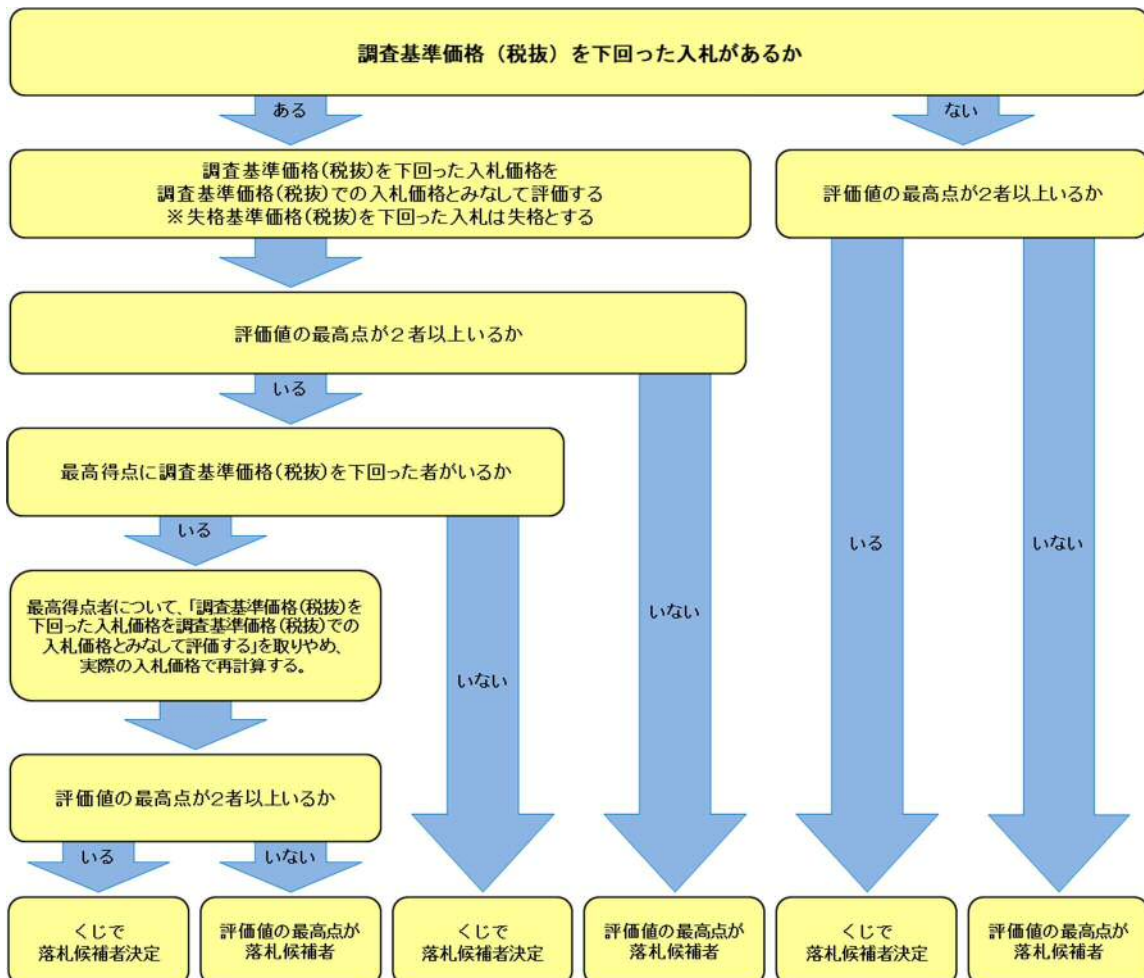 調査基準価格（税抜）を下回った入札があるか
ある
ない
調査基準価格(税抜)を下回った入札価格を
調査基準価格(税抜)での入札価格とみなして評価する
※失格基準価格(税抜)を下回った入札は失格とする
評価値の最高点が2者以上いるか
評価値の最高点が２者以上いるか
いる
最高得点に調査基準価格(税抜)を下回った者がいるか
いる
いる
いない
最高得点者について、「調査基準価格(税抜)を
下回った入札価格を調査基準価格(税抜)での
入札価格とみなして評価する」を取りやめ、
実際の入札価格で再計算する。
いない
いない
評価値の最高点が2者以上いるか
いる
いない
くじで
落札候補者決定
評価値の最高点が
落札候補者
くじで
落札候補者決定
評価値の最高点が
落札候補者
くじで
落札候補者決定
評価値の最高点が
落札候補者